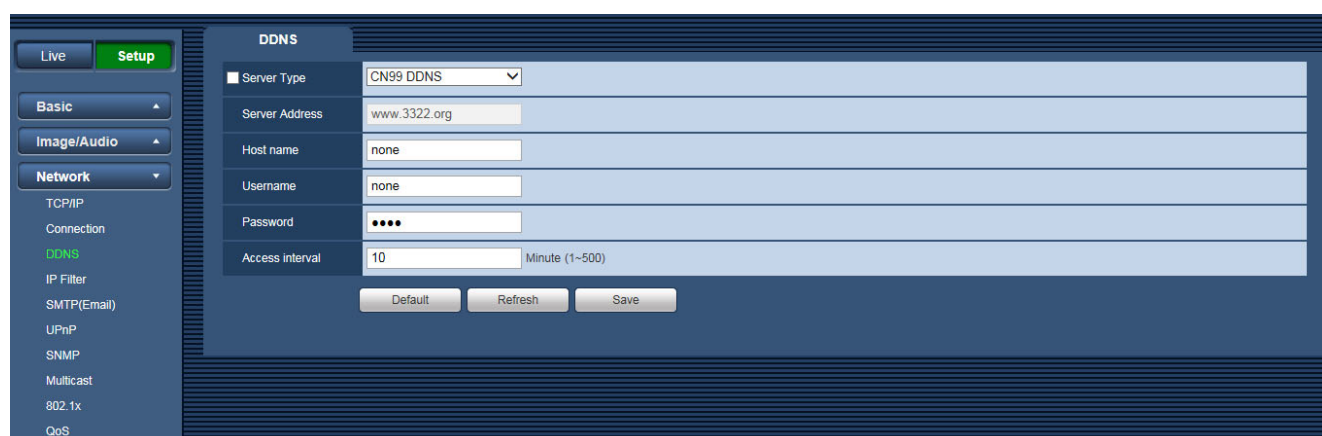 Live
Setup
Basic
Image/Audio
Network
TCP/IP
Connection
DDNS
IP Filter
SMTP(Email)
UPnP
SNMP
Multicast
802.1x
QoS
DDNS
Server Type CN99 DDNS
Server Address www.3322.org
Host name none
Username none
Password ●●●●
Access interval 10 Minute (1~500)
Default Refresh Save